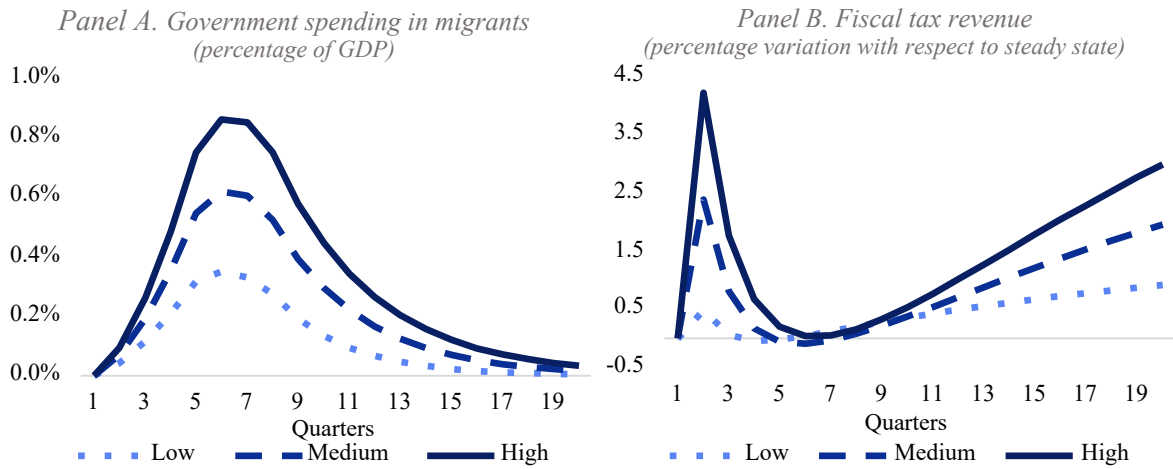 Panel A. Government spending in migrants
(percentage of GDP)
1.0%
0.8%
0.6%
0.4%
0.2%
0.0%
1 3 5 7 9 11 13 15 17 19
Quarters
Low Medium High
Panel B. Fiscal tax revenue
(percentage variation with respect to steady state)
4.5
3.5
2.5
1.5
0.5
-0.5
1 3 5 7 9 11 13 15 17 19
Quarters
Low Medium High